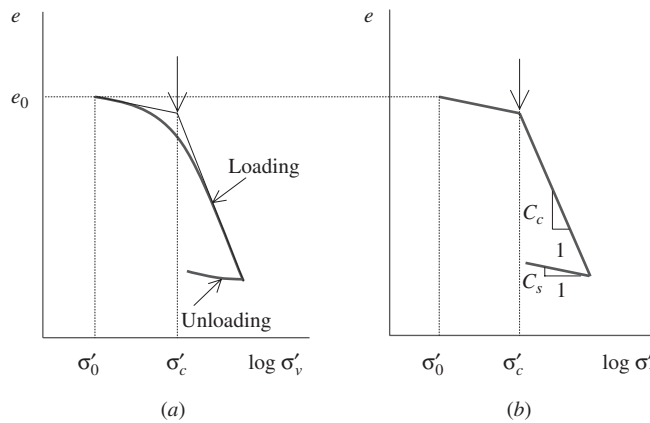 e
e₀
Loading
Unloading
σ′₀ σ′c log σ′v
(a)
e
Cc
1
Cs
1
σ′₀ σ′c log σ′
(b)